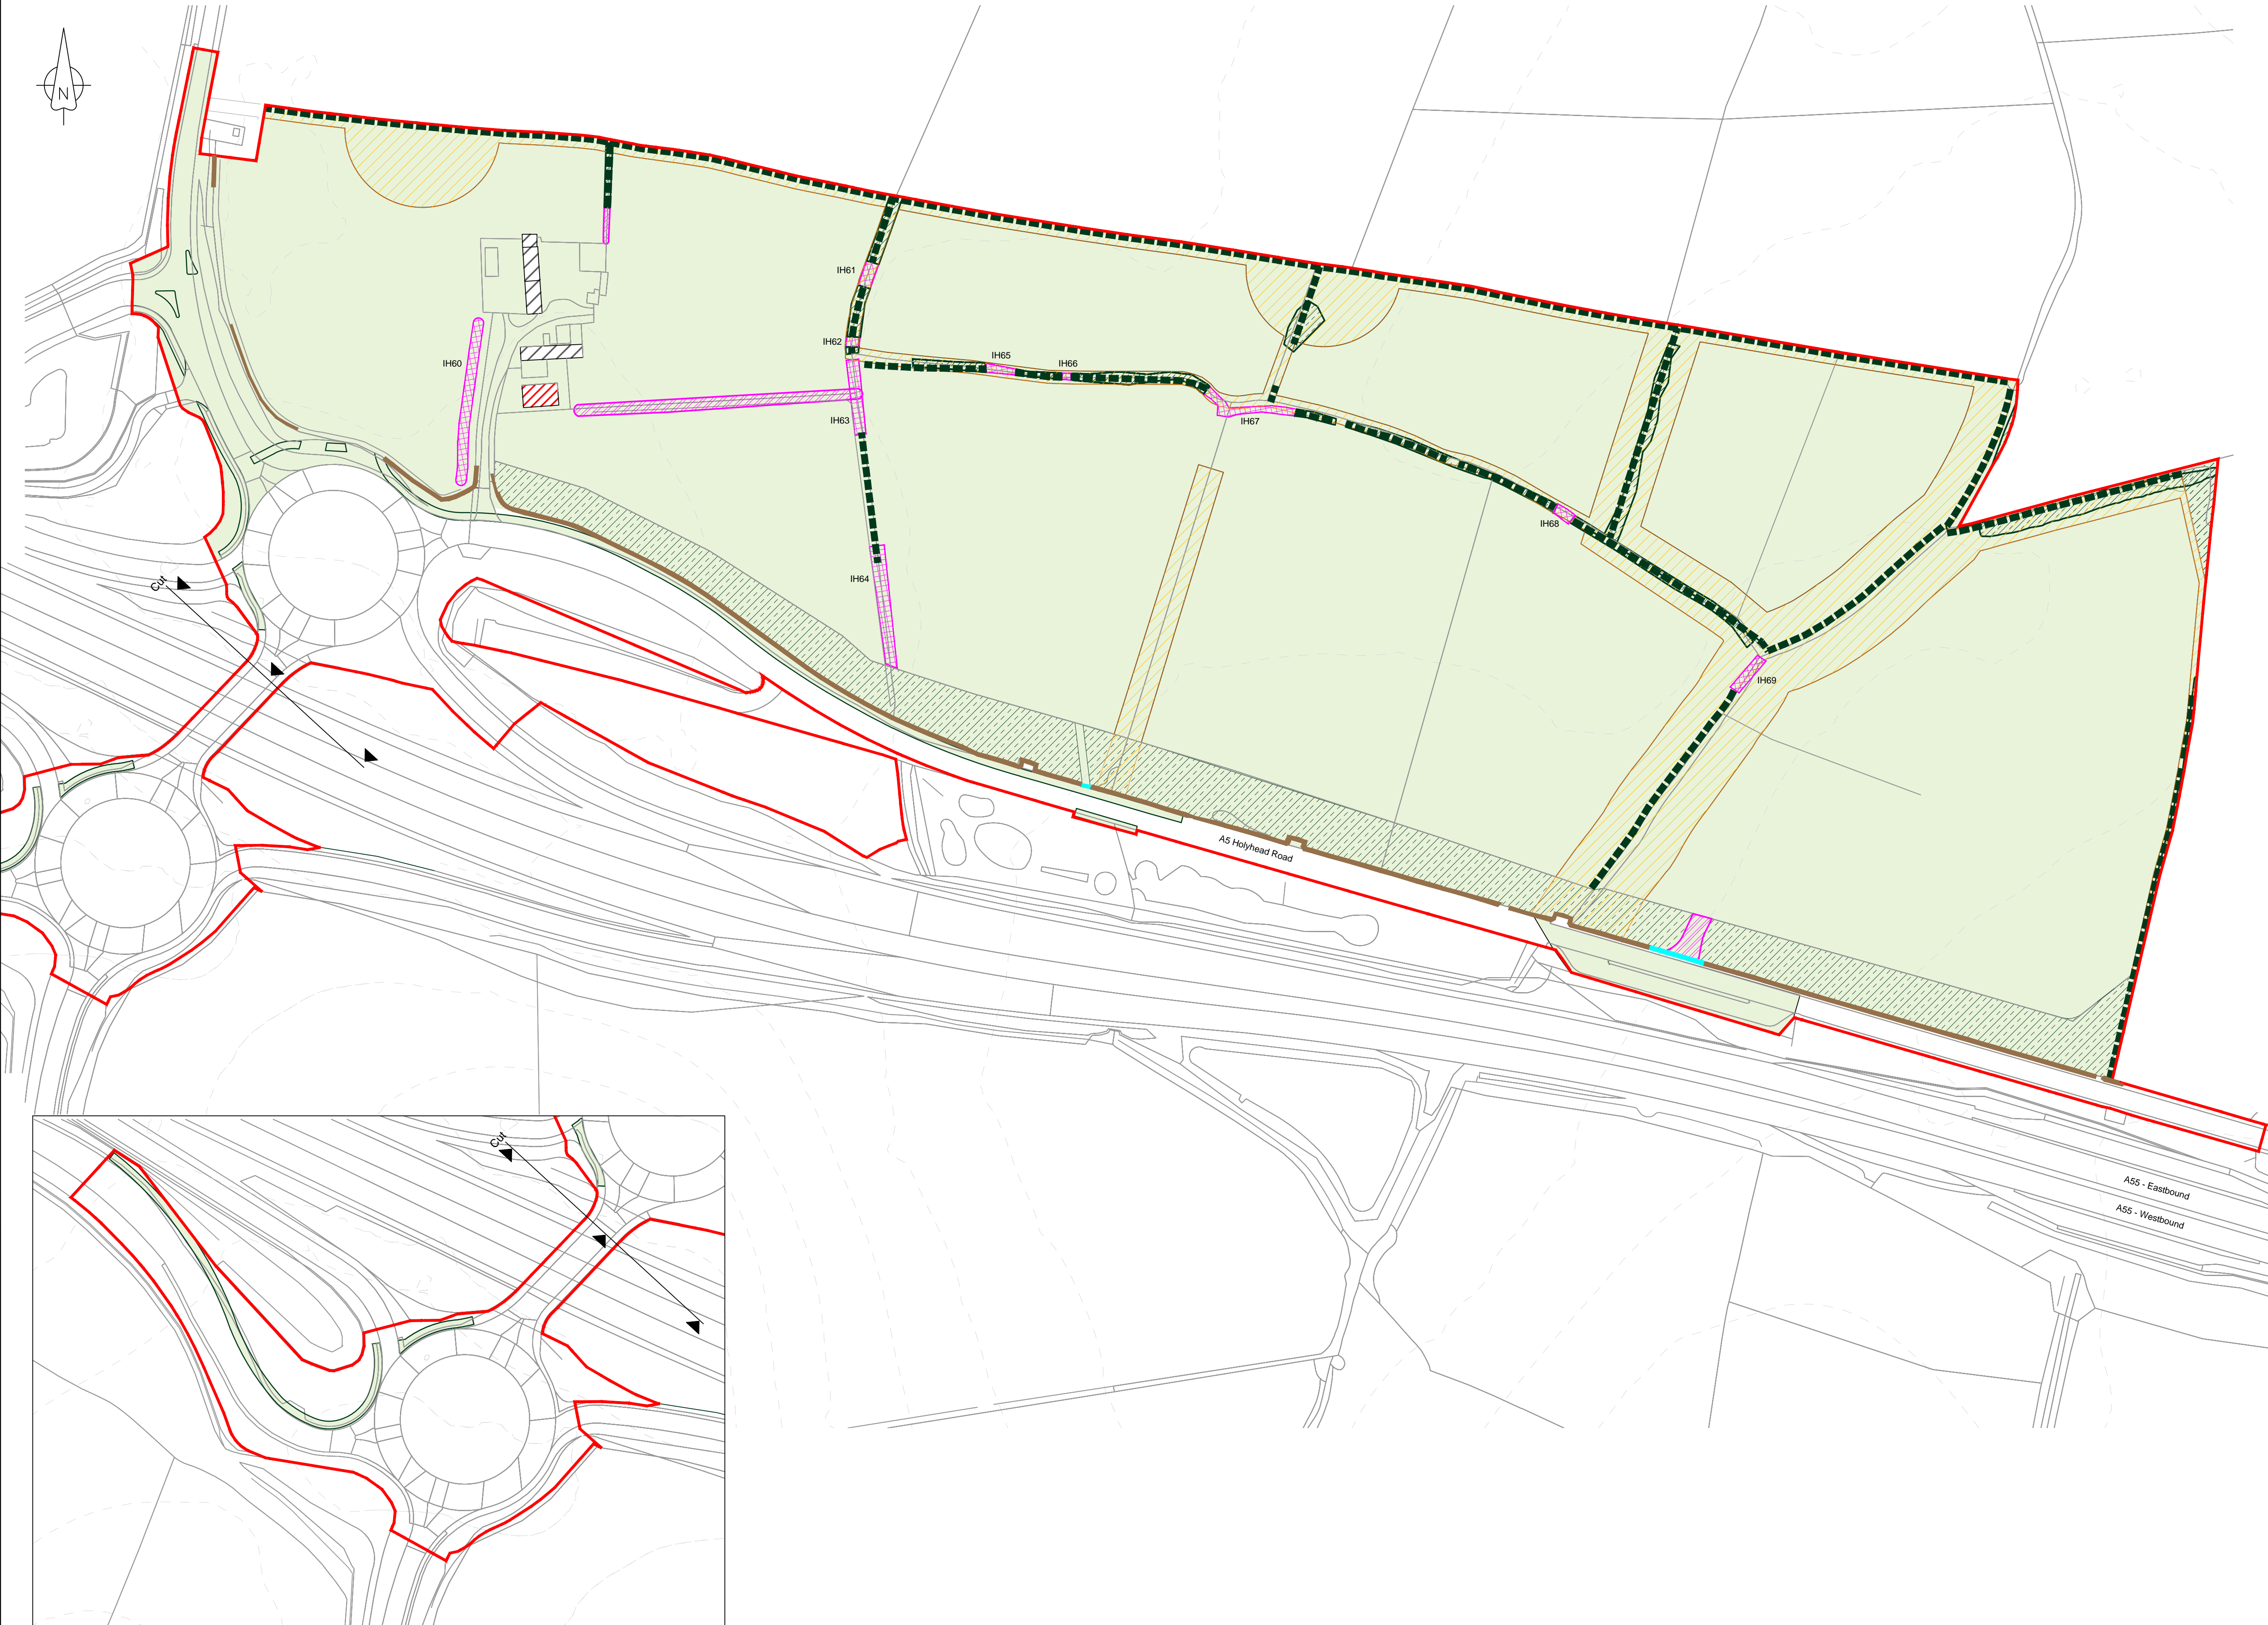 N
IH61
IH62
IH65
IH66
IH60
IH63
IH67
IH68
IH64
Cut
IH69
A5 Holyhead Road
Cut
A55 - Eastbound
A55 - Westbound